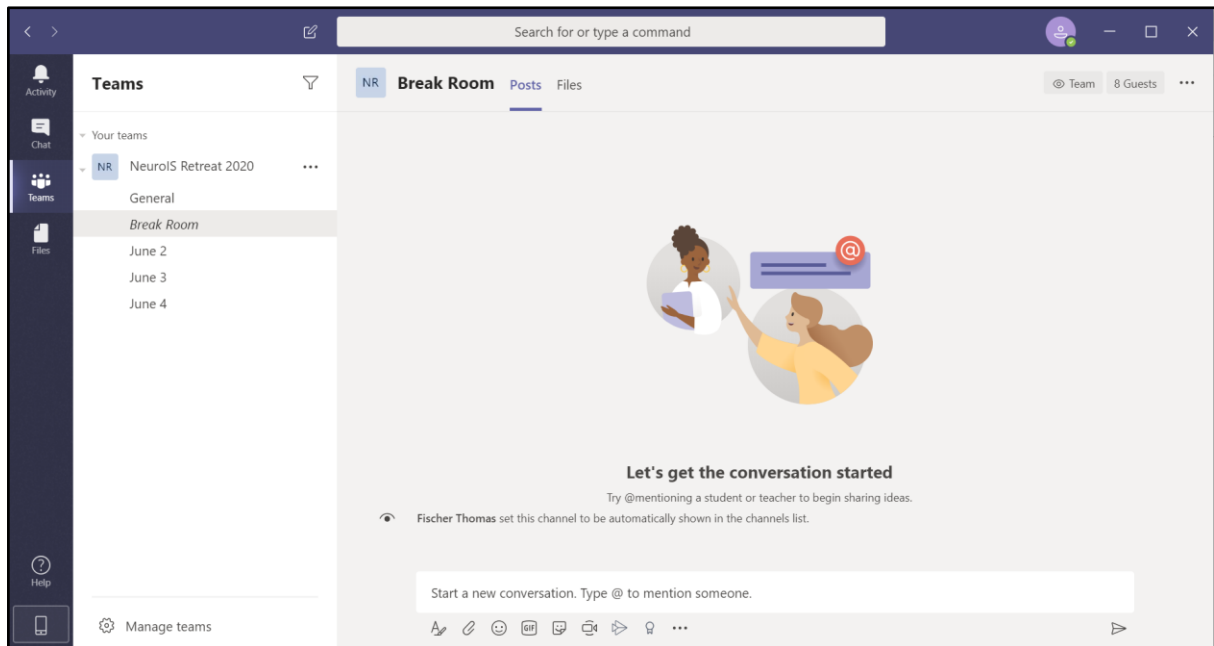 Search for or type a command
Activity
Chat
Teams
Files
Help
Teams
Your teams
NR NeuroIS Retreat 2020
General
Break Room
June 2
June 3
June 4
Manage teams
NR Break Room Posts Files
Team 8 Guests
@
Let's get the conversation started
Try @mentioning a student or teacher to begin sharing ideas.
Fischer Thomas set this channel to be automatically shown in the channels list.
Start a new conversation. Type @ to mention someone.
GIF